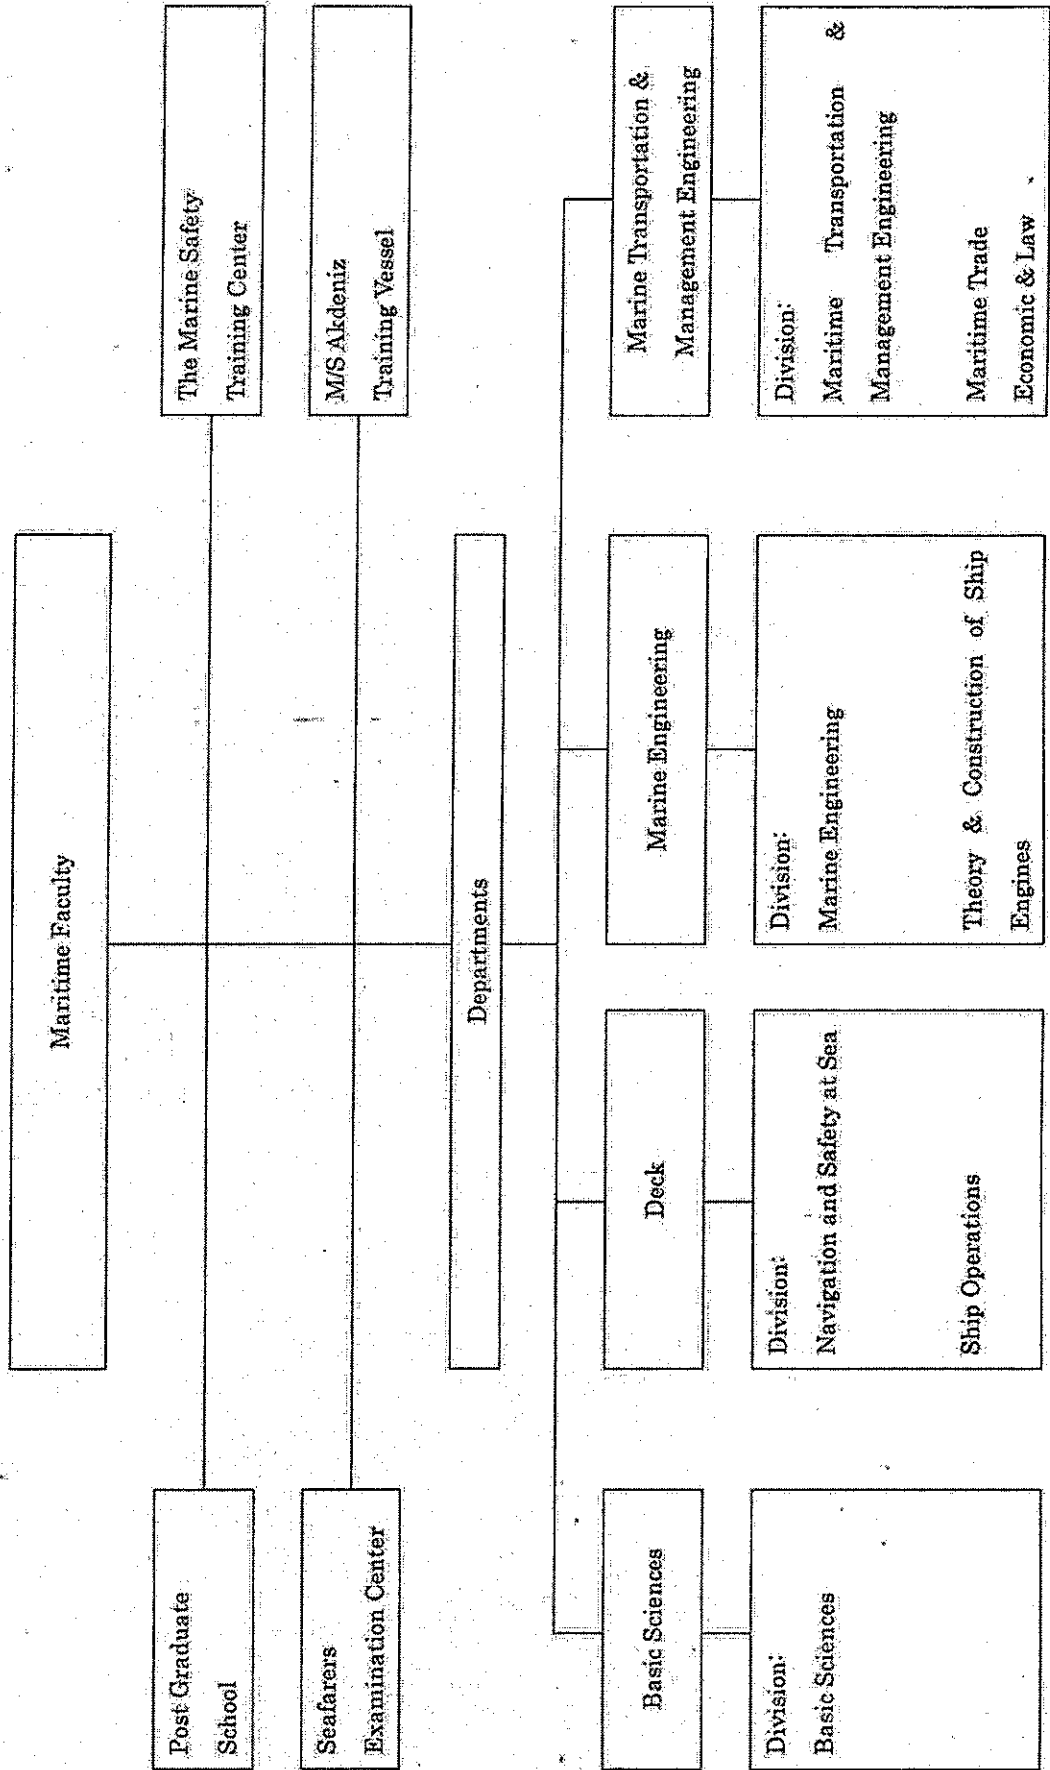 Maritime Faculty
Post Graduate
School
The Marine Safety
Training Center
Seafarers
Examination Center
M/S Akdeniz
Training Vessel
Departments
Basic Sciences
Deck
Marine Engineering
Marine Transportation &
Management Engineering
Division:
Basic Sciences
Division:
Navigation and Safety at Sea
Ship Operations
Division:
Marine Engineering
Theory & Construction of Ship
Engines
Division:
Maritime Transportation &
Management Engineering
Maritime Trade
Economic & Law